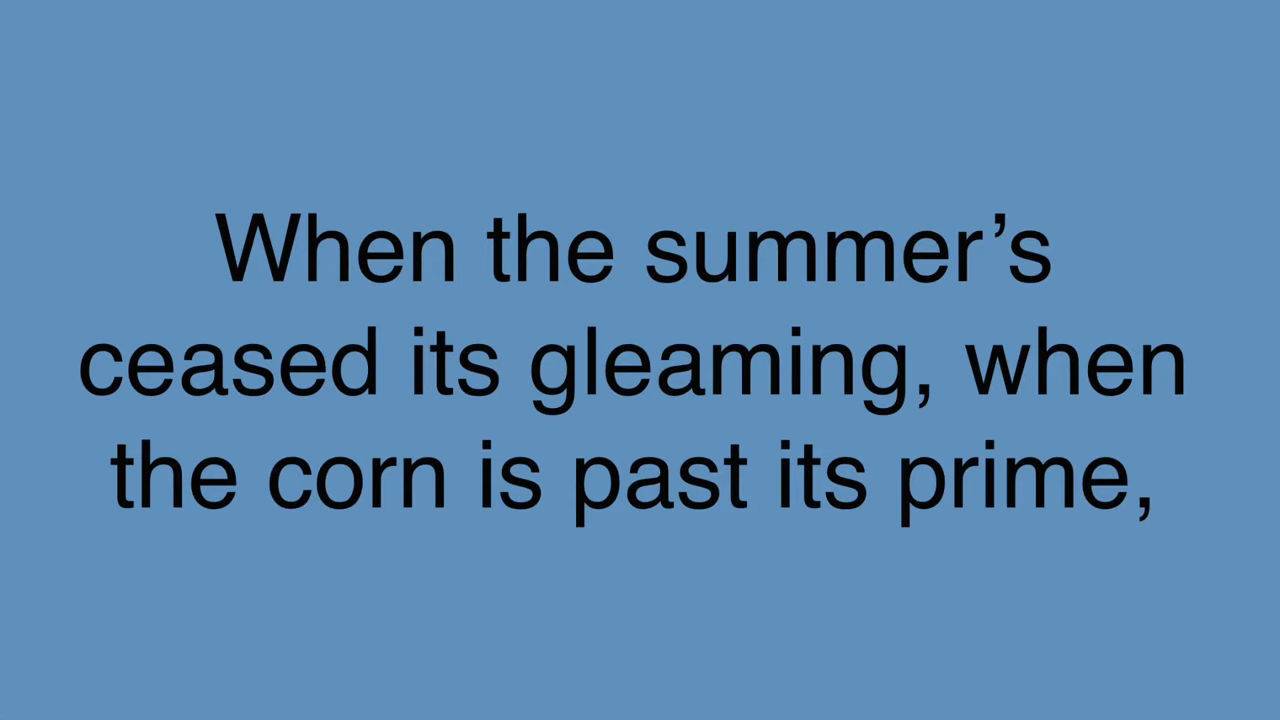 When the summer’s
ceased its gleaming, when
the corn is past its prime,